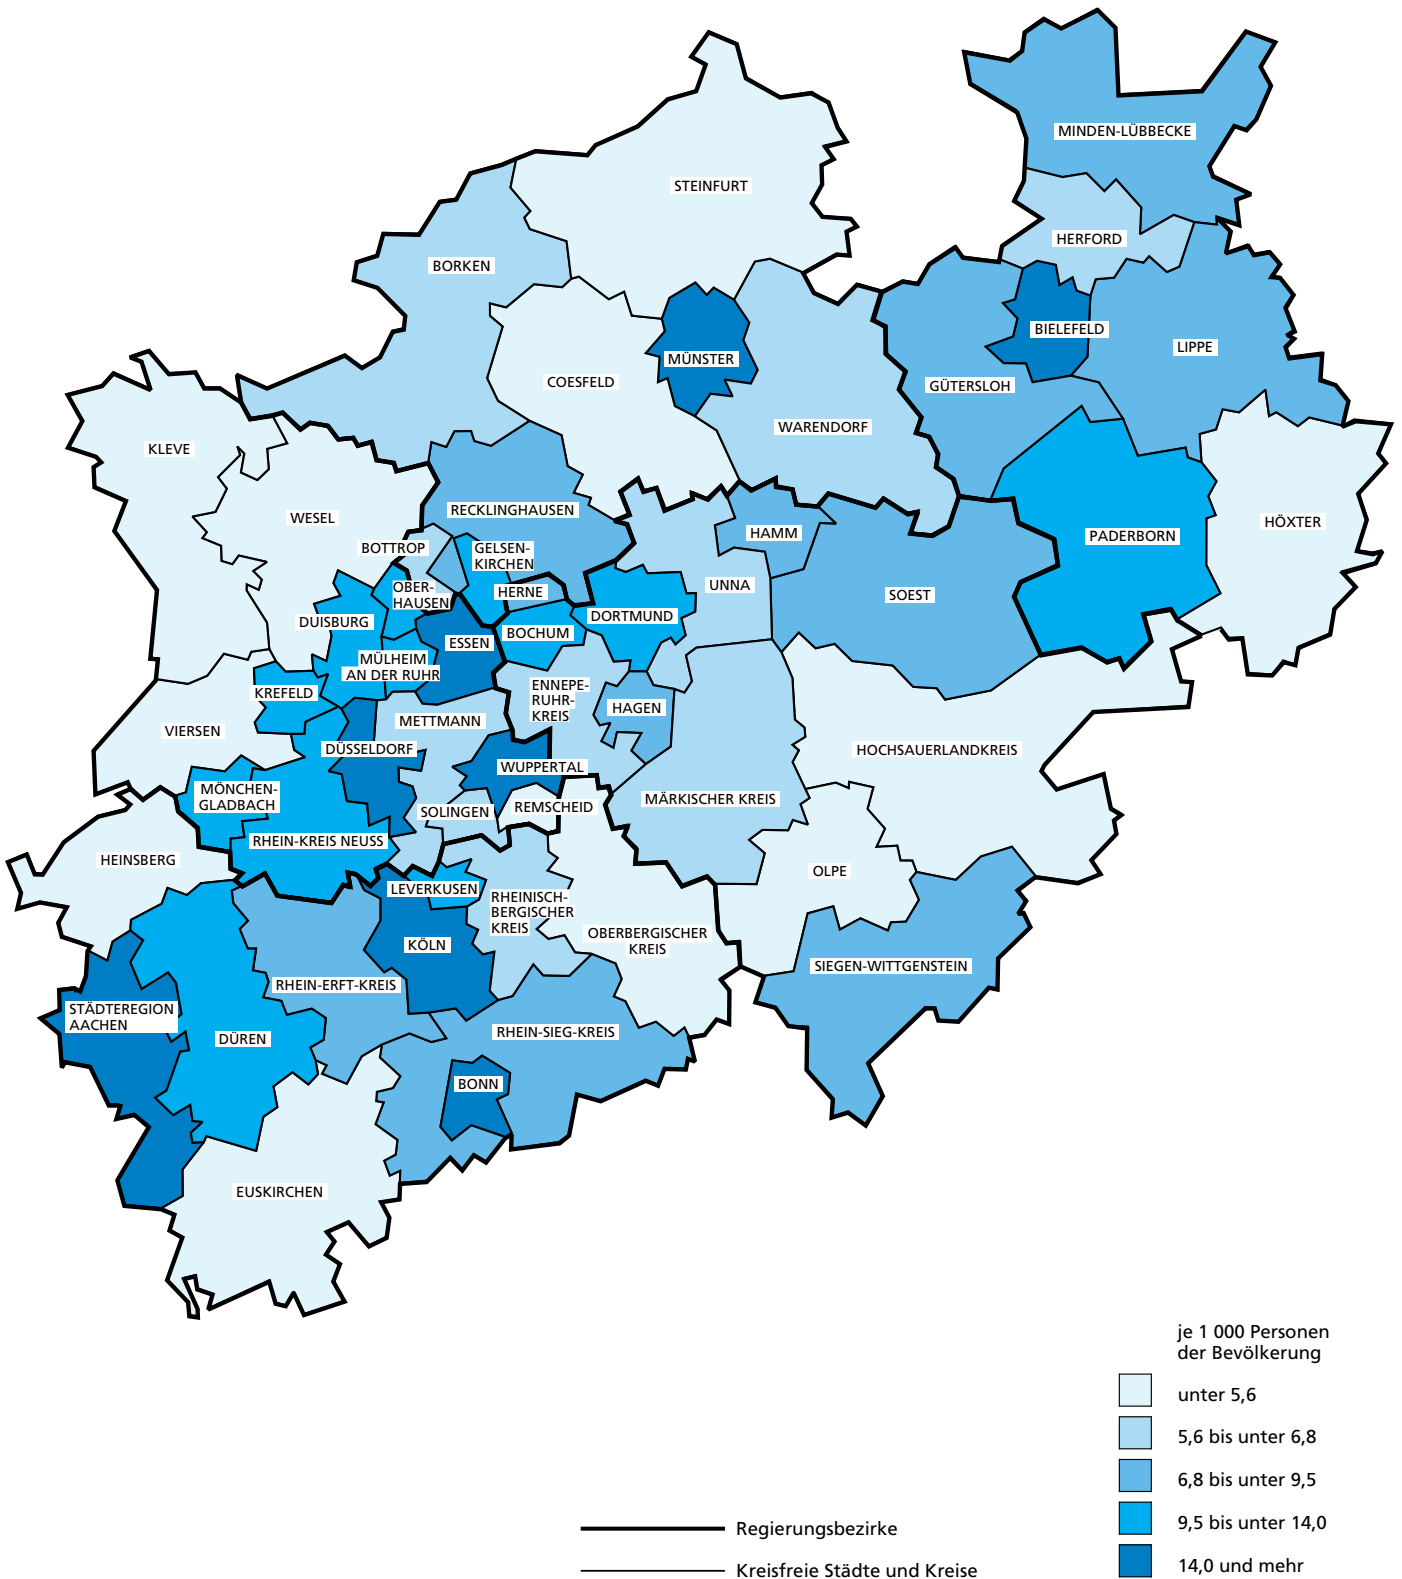 MINDEN-LÜBBECKE
STEINFURT
HERFORD
BORKEN
BIELEFELD
LIPPE
MÜNSTER
COESFELD
GÜTERSLOH
WARENDORF
KLEVE
RECKLINGHAUSEN
WESEL
HÖXTER
HAMM
PADERBORN
BOTTROP
GELSEN-
KIRCHEN
UNNA
OBER-
HAUSEN
HERNE
SOEST
DORTMUND
DUISBURG
BOCHUM
ESSEN
MÜLHEIM
AN DER RUHR
KREFELD
ENNEPE-
RUHR-
KREIS
HAGEN
METTMANN
VIERSEN
DÜSSELDORF
HOCHSAUERLANDKREIS
WUPPERTAL
MÖNCHEN-
GLADBACH
MÄRKISCHER KREIS
REMSCHEID
SOLINGEN
RHEIN-KREIS NEUSS
HEINSBERG
OLPE
LEVERKUSEN
RHEINISCH-
BERGISCHER
KREIS
OBERBERGISCHER
KREIS
KÖLN
SIEGEN-WITTGENSTEIN
RHEIN-ERFT-KREIS
STÄDTEREGION
AACHEN
RHEIN-SIEG-KREIS
DÜREN
BONN
EUSKIRCHEN
je 1 000 Personen
der Bevölkerung
unter 5,6
5,6 bis unter 6,8
6,8 bis unter 9,5
9,5 bis unter 14,0
14,0 und mehr
Regierungsbezirke
Kreisfreie Städte und Kreise